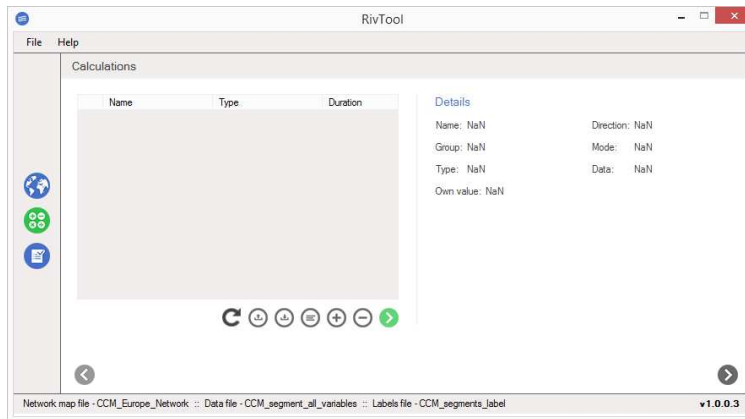 RivTool
File Help
Calculations
Name Type Duration
Details
Name: NaN Direction: NaN
Group: NaN Mode: NaN
Type: NaN Data: NaN
Own value: NaN
Network map file - CCM_Europe_Network :: Data file - CCM_segment_all_variables :: Labels file - CCM_segments_label v1.0.0.3